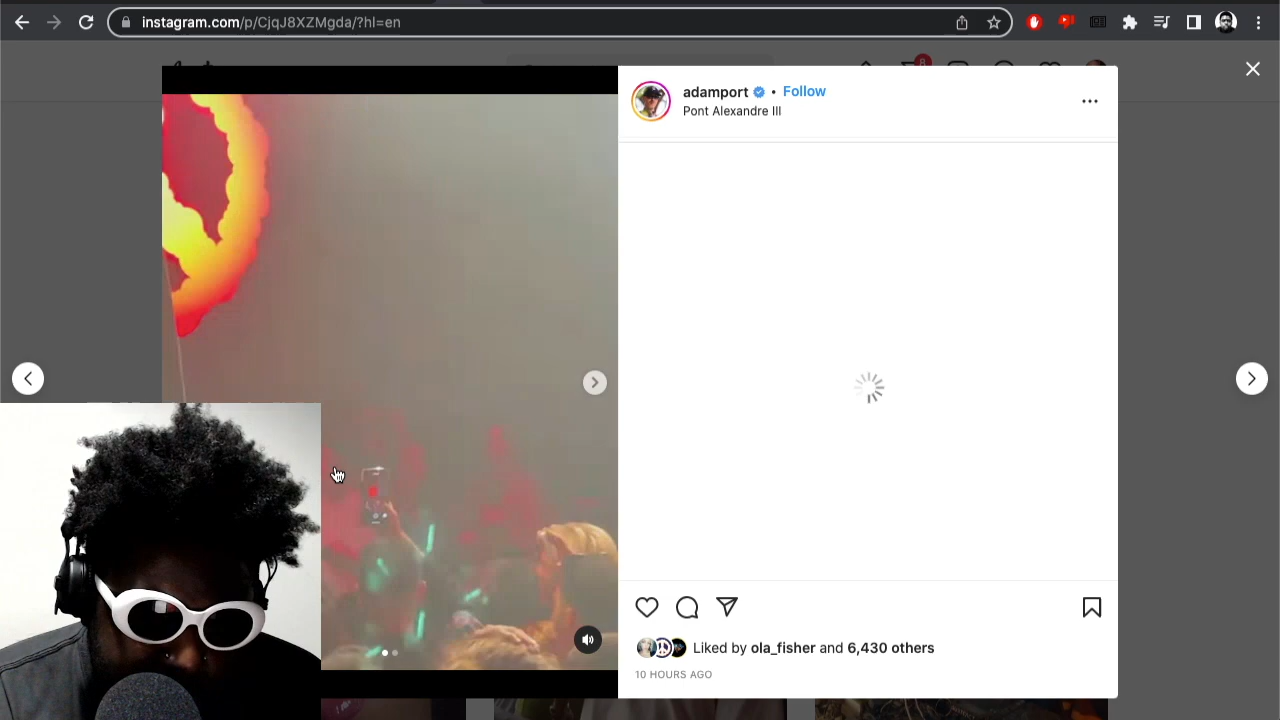 instagram.com/p/CjqJ8XZMgda/?hl=en
8
adamport • Follow
Pont Alexandre III
Liked by ola_fisher and 6,430 others
10 HOURS AGO